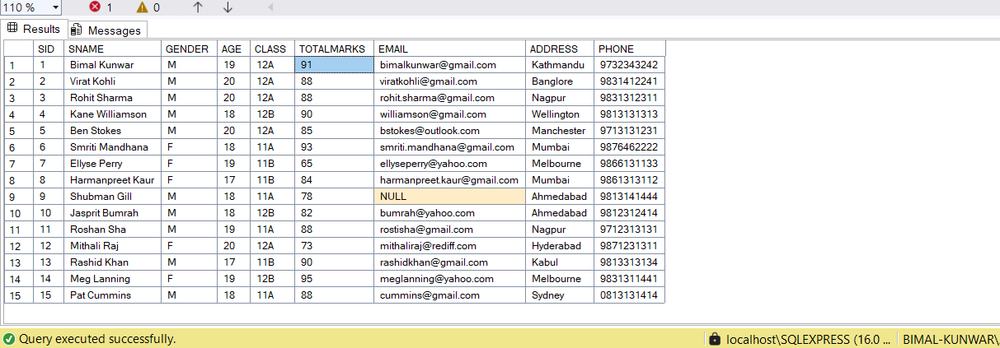 110 % 1 0
Results Messages
SID SNAME GENDER AGE CLASS TOTALMARKS EMAIL ADDRESS PHONE
1 1 Bimal Kunwar M 19 12A 91 bimalkunwar@gmail.com Kathmandu 9732343242
2 2 Virat Kohli M 20 12A 88 viratkohli@gmail.com Banglore 9831412241
3 3 Rohit Sharma M 20 12A 88 rohit.sharma@gmail.com Nagpur 9831312311
4 4 Kane Williamson M 18 12B 90 williamson@gmail.com Wellington 9813131313
5 5 Ben Stokes M 20 12A 85 bstokes@outlook.com Manchester 9713131231
6 6 Smriti Mandhana F 18 11A 93 smriti.mandhana@gmail.com Mumbai 9876462222
7 7 Ellyse Perry F 19 11B 65 ellyseperry@yahoo.com Melbourne 9866131133
8 8 Harmanpreet Kaur F 17 11B 84 harmanpreet.kaur@gmail.com Mumbai 9861313112
9 9 Shubman Gill M 18 11A 78 NULL Ahmedabad 9813141444
10 10 Jasprit Bumrah M 18 12B 82 bumrah@yahoo.com Ahmedabad 9812312414
11 11 Roshan Sha M 19 11A 88 rostisha@gmail.com Nagpur 9712313131
12 12 Mithali Raj F 20 12A 73 mithaliraj@rediff.com Hyderabad 9871231311
13 13 Rashid Khan M 17 11B 90 rashidkhan@gmail.com Kabul 9813313134
14 14 Meg Lanning F 19 12B 95 meglanning@yahoo.com Melbourne 9831311441
15 15 Pat Cummins M 18 11A 88 cummins@gmail.com Sydney 0813131414
Query executed successfully. localhost\SQLEXPRESS (16.0 ... BIMAL-KUNWAR\